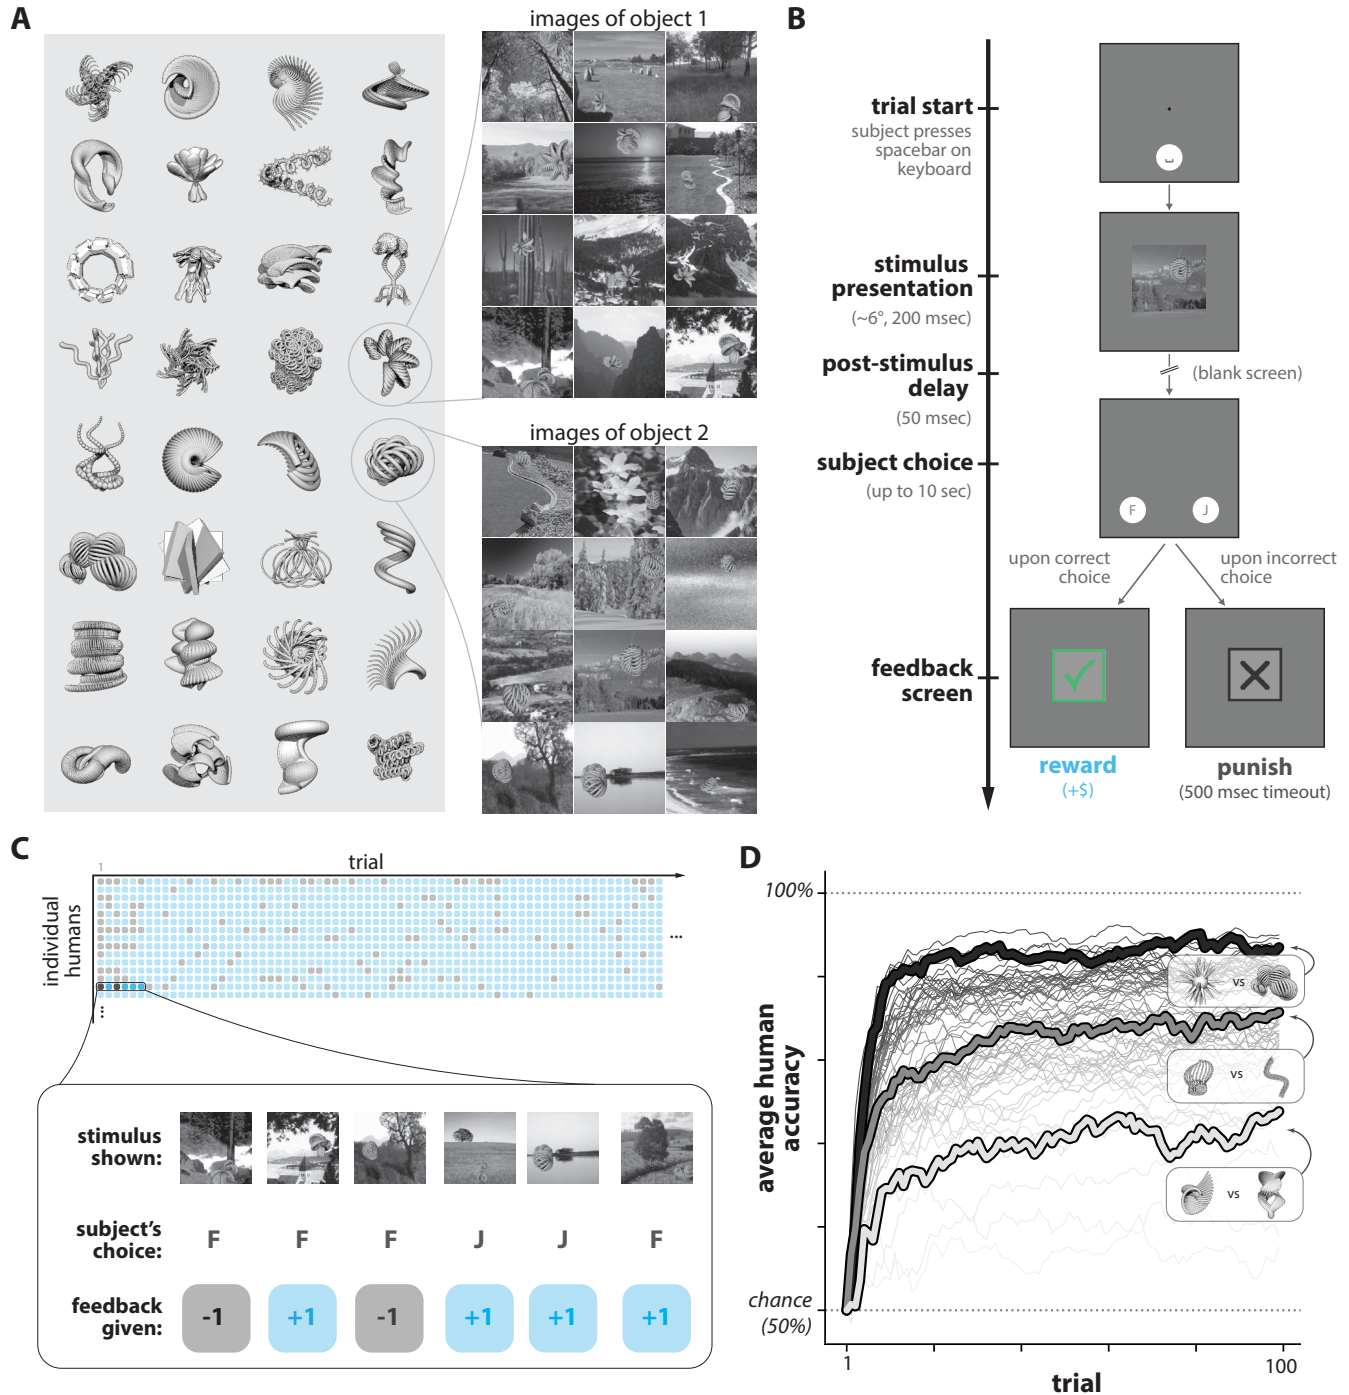 A
images of object 1
images of object 2
B
trial start
subject presses
spacebar on
keyboard
stimulus
presentation
(~6°, 200 msec)
post-stimulus
delay
(50 msec)
(blank screen)
subject choice
(up to 10 sec)
F
J
upon correct
choice
upon incorrect
choice
feedback
screen
reward
(+$)
punish
(500 msec timeout)
C
trial
1
individual
humans
...
...
stimulus
shown:
subject's
choice:
F F F J J F
feedback
given:
-1 +1 -1 +1 +1 +1
D
100%
average human
accuracy
chance
(50%)
vs
vs
vs
1
100
trial